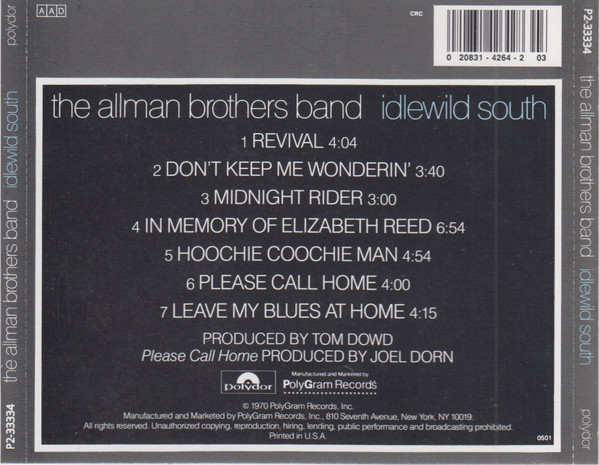 AAD
CRC
0 20831-4264-2 03
the allman brothers band idlewild south
1 REVIVAL 4:04
2 DON'T KEEP ME WONDERIN' 3:40
3 MIDNIGHT RIDER 3:00
4 IN MEMORY OF ELIZABETH REED 6:54
5 HOOCHIE COOCHIE MAN 4:54
6 PLEASE CALL HOME 4:00
7 LEAVE MY BLUES AT HOME 4:15
PRODUCED BY TOM DOWD
Please Call Home PRODUCED BY JOEL DORN
polydor
Manufactured and Marketed by
PolyGram Records
© 1970 PolyGram Records, Inc.
Manufactured and Marketed by PolyGram Records, Inc., 810 Seventh Avenue, New York, NY 10019.
All rights reserved. Unauthorized copying, reproduction, hiring, lending, public performance and broadcasting prohibited.
Printed in U.S.A.
0501
P2-33334 the allman brothers band idlewild south polydor
P2-33334 the allman brothers band idlewild south polydor